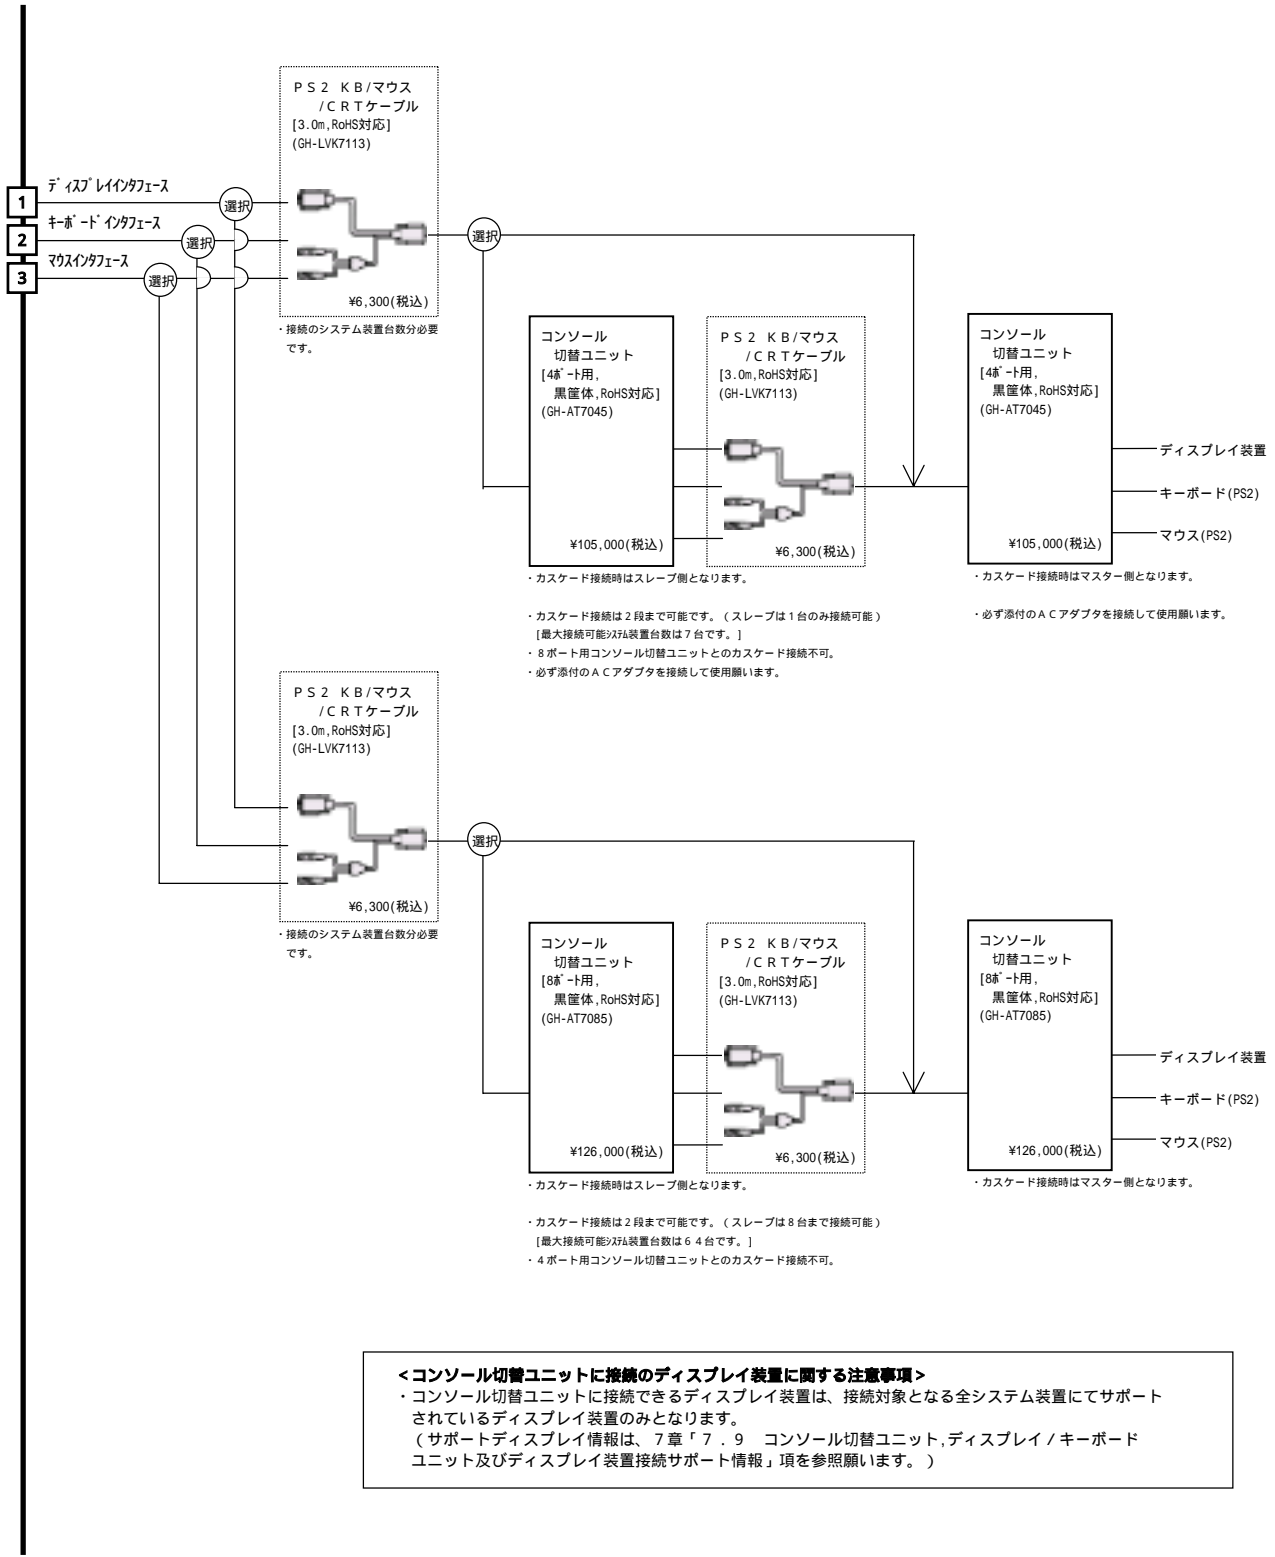 PS2 KB/マウス
/CRTケーブル
[3.0m,RoHS対応]
(GH-LVK7113)
ディスプレイインタフェース
1
選択
キーボードインタフェース
2
選択
選択
マウスインタフェース
3
選択
¥6,300(税込)
・接続のシステム装置台数分必要
です。
コンソール
切替ユニット
[4ポート用,
黒筐体,RoHS対応]
(GH-AT7045)
¥105,000(税込)
PS2 KB/マウス
/CRTケーブル
[3.0m,RoHS対応]
(GH-LVK7113)
¥6,300(税込)
コンソール
切替ユニット
[4ポート用,
黒筐体,RoHS対応]
(GH-AT7045)
¥105,000(税込)
ディスプレイ装置
キーボード(PS2)
マウス(PS2)
・カスケード接続時はスレーブ側となります。
・カスケード接続は2段まで可能です。(スレーブは1台のみ接続可能)
[最大接続可能システム装置台数は7台です。]
・8ポート用コンソール切替ユニットとのカスケード接続不可。
・必ず添付のACアダプタを接続して使用願います。
・カスケード接続時はマスター側となります。
・必ず添付のACアダプタを接続して使用願います。
PS2 KB/マウス
/CRTケーブル
[3.0m,RoHS対応]
(GH-LVK7113)
¥6,300(税込)
・接続のシステム装置台数分必要
です。
選択
コンソール
切替ユニット
[8ポート用,
黒筐体,RoHS対応]
(GH-AT7085)
¥126,000(税込)
PS2 KB/マウス
/CRTケーブル
[3.0m,RoHS対応]
(GH-LVK7113)
¥6,300(税込)
コンソール
切替ユニット
[8ポート用,
黒筐体,RoHS対応]
(GH-AT7085)
¥126,000(税込)
ディスプレイ装置
キーボード(PS2)
マウス(PS2)
・カスケード接続時はスレーブ側となります。
・カスケード接続は2段まで可能です。(スレーブは8台まで接続可能)
[最大接続可能システム装置台数は64台です。]
・4ポート用コンソール切替ユニットとのカスケード接続不可。
・カスケード接続時はマスター側となります。
<コンソール切替ユニットに接続のディスプレイ装置に関する注意事項>
・コンソール切替ユニットに接続できるディスプレイ装置は、接続対象となる全システム装置にてサポート
されているディスプレイ装置のみとなります。
(サポートディスプレイ情報は、7章「7.9 コンソール切替ユニット,ディスプレイ/キーボード
ユニット及びディスプレイ装置接続サポート情報」項を参照願います。)